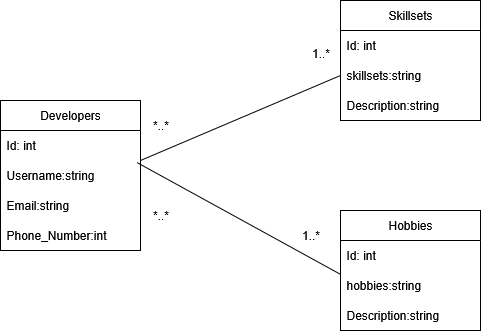 Skillsets
Id: int
skillsets:string
Description:string
1..*
*..*
Developers
Id: int
Username:string
Email:string
Phone_Number:int
*..*
1..*
Hobbies
Id: int
hobbies:string
Description:string